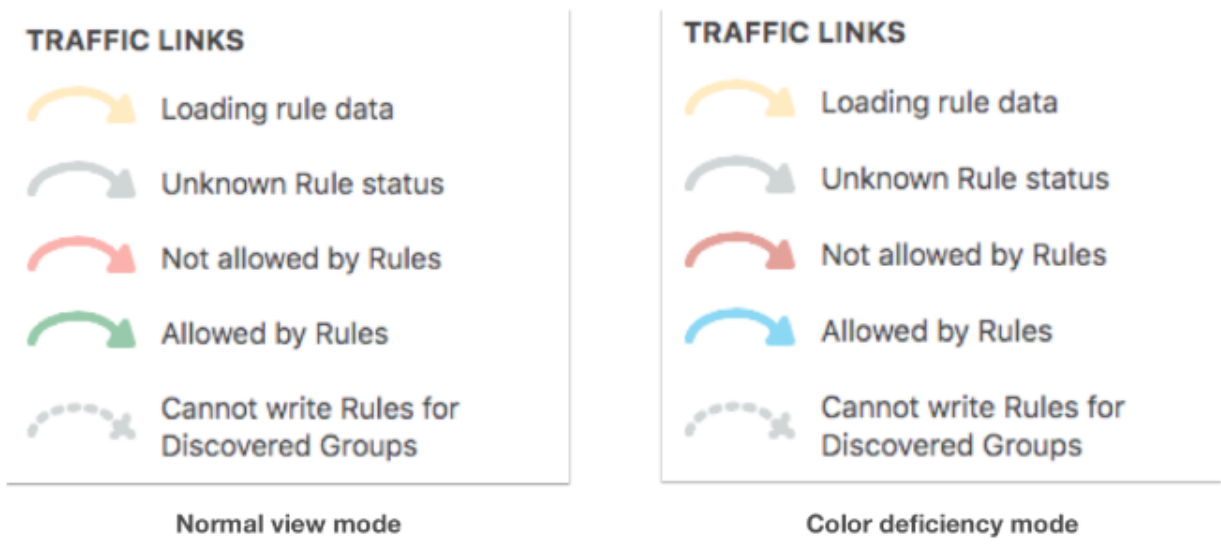 TRAFFIC LINKS
Loading rule data
Unknown Rule status
Not allowed by Rules
Allowed by Rules
Cannot write Rules for
Discovered Groups
Normal view mode
TRAFFIC LINKS
Loading rule data
Unknown Rule status
Not allowed by Rules
Allowed by Rules
Cannot write Rules for
Discovered Groups
Color deficiency mode